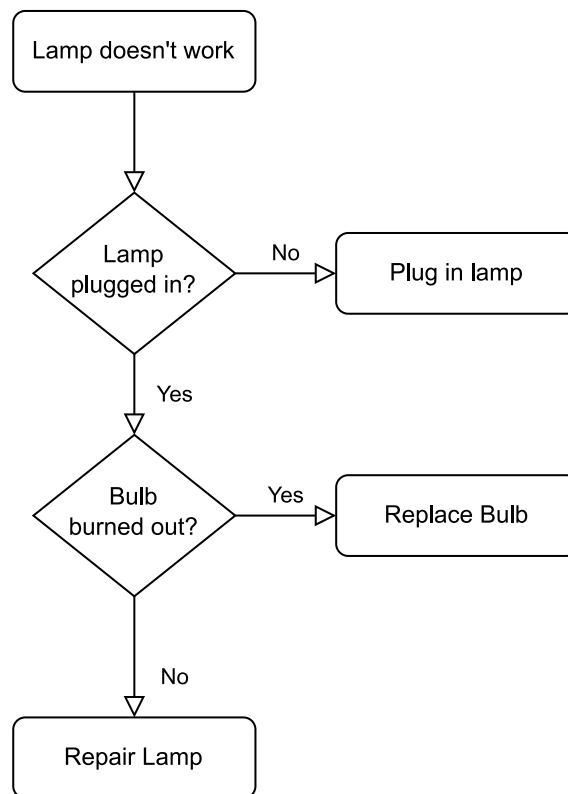 Lamp doesn't work
Lamp
plugged in?
No
Plug in lamp
Yes
Bulb
burned out?
Yes
Replace Bulb
No
Repair Lamp